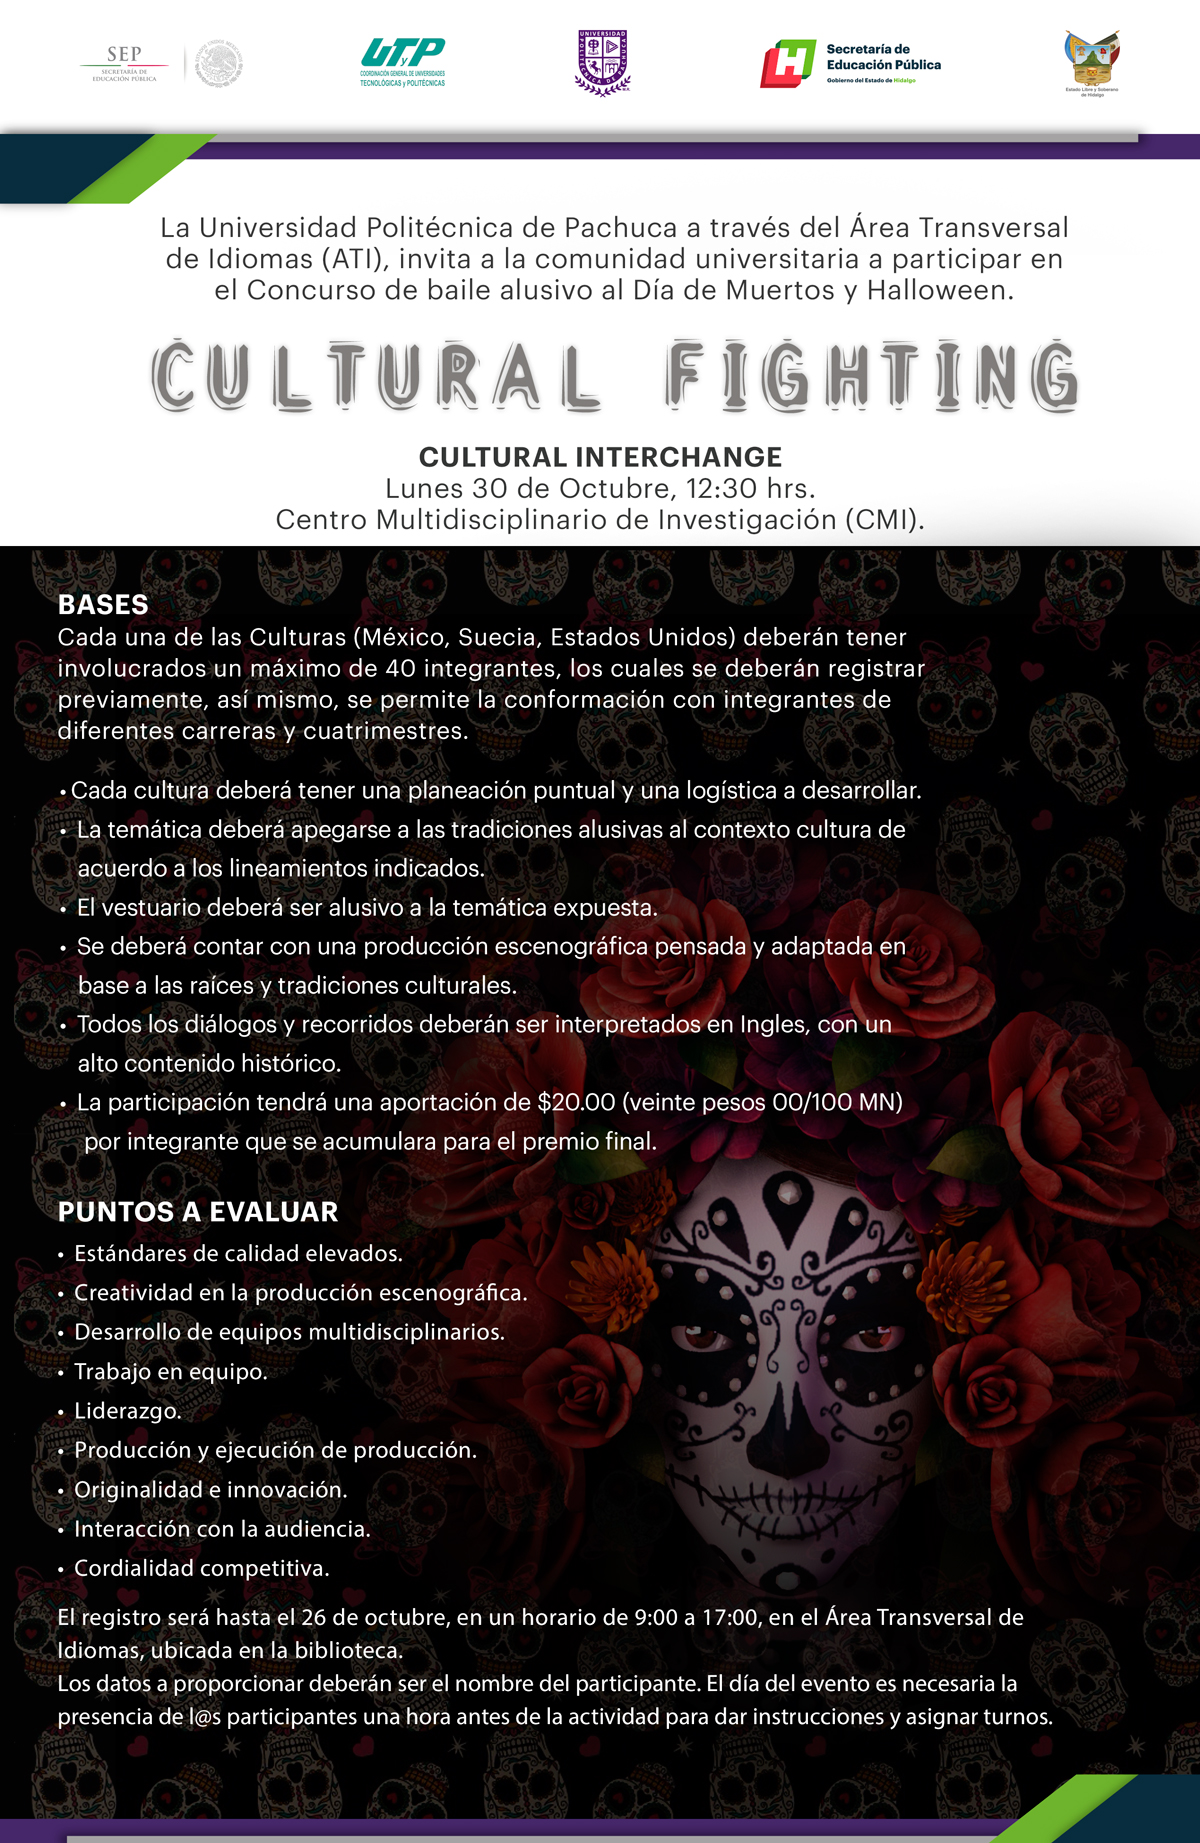 SEP
SECRETARÍA DE
EDUCACIÓN PÚBLICA
UTyP
COORDINACIÓN GENERAL DE UNIVERSIDADES
TECNOLÓGICAS y POLITÉCNICAS
UNIVERSIDAD
POLITÉCNICA DE PACHUCA
H
Secretaría de
Educación Pública
Gobierno del Estado de Hidalgo
Estado Libre y Soberano
de Hidalgo
La Universidad Politécnica de Pachuca a través del Área Transversal
de Idiomas (ATI), invita a la comunidad universitaria a participar en
el Concurso de baile alusivo al Día de Muertos y Halloween.
CULTURAL FIGHTING
CULTURAL INTERCHANGE
Lunes 30 de Octubre, 12:30 hrs.
Centro Multidisciplinario de Investigación (CMI).
BASES
Cada una de las Culturas (México, Suecia, Estados Unidos) deberán tener
involucrados un máximo de 40 integrantes, los cuales se deberán registrar
previamente, así mismo, se permite la conformación con integrantes de
diferentes carreras y cuatrimestres.
• Cada cultura deberá tener una planeación puntual y una logística a desarrollar.
• La temática deberá apegarse a las tradiciones alusivas al contexto cultura de
acuerdo a los lineamientos indicados.
• El vestuario deberá ser alusivo a la temática expuesta.
• Se deberá contar con una producción escenográfica pensada y adaptada en
base a las raíces y tradiciones culturales.
• Todos los diálogos y recorridos deberán ser interpretados en Ingles, con un
alto contenido histórico.
• La participación tendrá una aportación de $20.00 (veinte pesos 00/100 MN)
por integrante que se acumulara para el premio final.
PUNTOS A EVALUAR
• Estándares de calidad elevados.
• Creatividad en la producción escenográfica.
• Desarrollo de equipos multidisciplinarios.
• Trabajo en equipo.
• Liderazgo.
• Producción y ejecución de producción.
• Originalidad e innovación.
• Interacción con la audiencia.
• Cordialidad competitiva.
El registro será hasta el 26 de octubre, en un horario de 9:00 a 17:00, en el Área Transversal de
Idiomas, ubicada en la biblioteca.
Los datos a proporcionar deberán ser el nombre del participante. El día del evento es necesaria la
presencia de l@s participantes una hora antes de la actividad para dar instrucciones y asignar turnos.